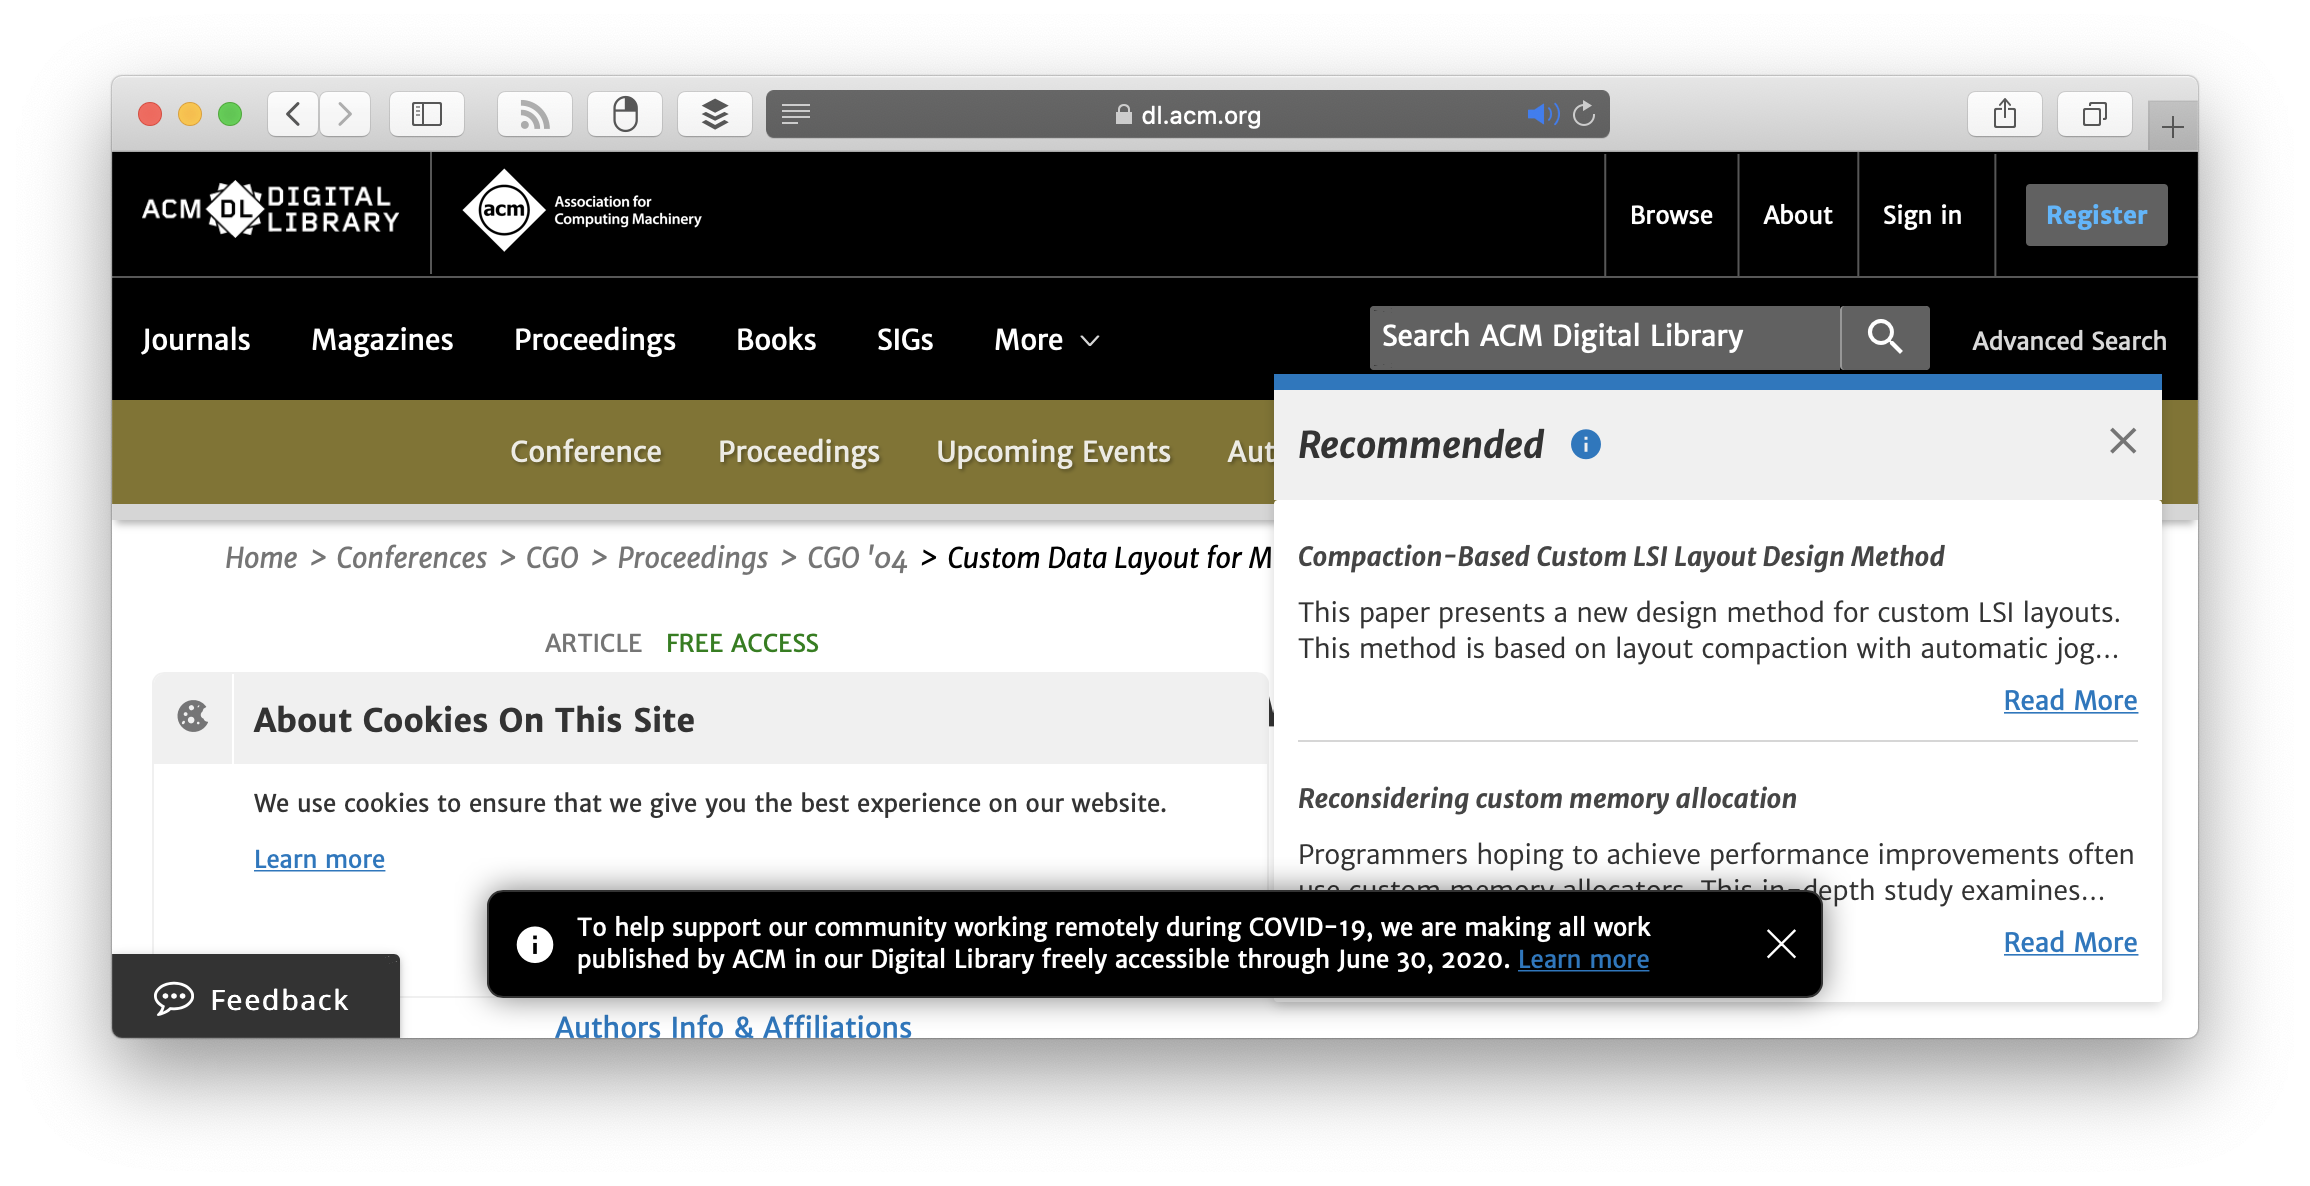 dl.acm.org
ACM DL DIGITAL LIBRARY
acm Association for
Computing Machinery
Browse
About
Sign in
Register
Journals
Magazines
Proceedings
Books
SIGs
More
Search ACM Digital Library
Advanced Search
Conference
Proceedings
Upcoming Events
Aut
Home > Conferences > CGO > Proceedings > CGO '04 > Custom Data Layout for M
ARTICLE FREE ACCESS
About Cookies On This Site
We use cookies to ensure that we give you the best experience on our website.
Learn more
Recommended
Compaction-Based Custom LSI Layout Design Method
This paper presents a new design method for custom LSI layouts.
This method is based on layout compaction with automatic jog...
Read More
Reconsidering custom memory allocation
Programmers hoping to achieve performance improvements often
use custom memory allocators. This in-depth study examines...
Read More
To help support our community working remotely during COVID-19, we are making all work
published by ACM in our Digital Library freely accessible through June 30, 2020. Learn more
Feedback
Authors Info & Affiliations